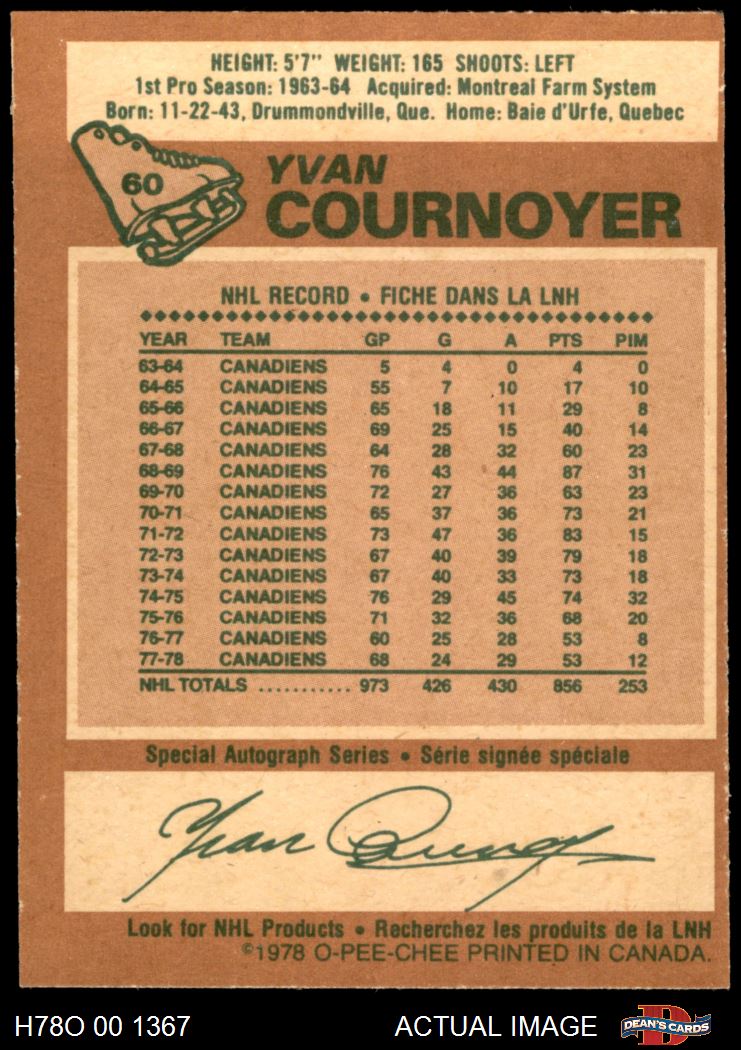 HEIGHT: 5'7" WEIGHT: 165 SHOOTS: LEFT
1st Pro Season: 1963-64 Acquired: Montreal Farm System
Born: 11-22-43, Drummondville, Que. Home: Baie d'Urfe, Quebec
60
YVAN
COURNOYER
NHL RECORD • FICHE DANS LA LNH
YEAR TEAM GP G A PTS PIM
63-64 CANADIENS 5 4 0 4 0
64-65 CANADIENS 55 7 10 17 10
65-66 CANADIENS 65 18 11 29 8
66-67 CANADIENS 69 25 15 40 14
67-68 CANADIENS 64 28 32 60 23
68-69 CANADIENS 76 43 44 87 31
69-70 CANADIENS 72 27 36 63 23
70-71 CANADIENS 65 37 36 73 21
71-72 CANADIENS 73 47 36 83 15
72-73 CANADIENS 67 40 39 79 18
73-74 CANADIENS 67 40 33 73 18
74-75 CANADIENS 76 29 45 74 32
75-76 CANADIENS 71 32 36 68 20
76-77 CANADIENS 60 25 28 53 8
77-78 CANADIENS 68 24 29 53 12
NHL TOTALS ........... 973 426 430 856 253
Special Autograph Series • Série signée spéciale
Yvan Cournoyer
Look for NHL Products • Recherchez les produits de la LNH
©1978 O-PEE-CHEE PRINTED IN CANADA.
H78O 00 1367 ACTUAL IMAGE
D
DEAN'S CARDS